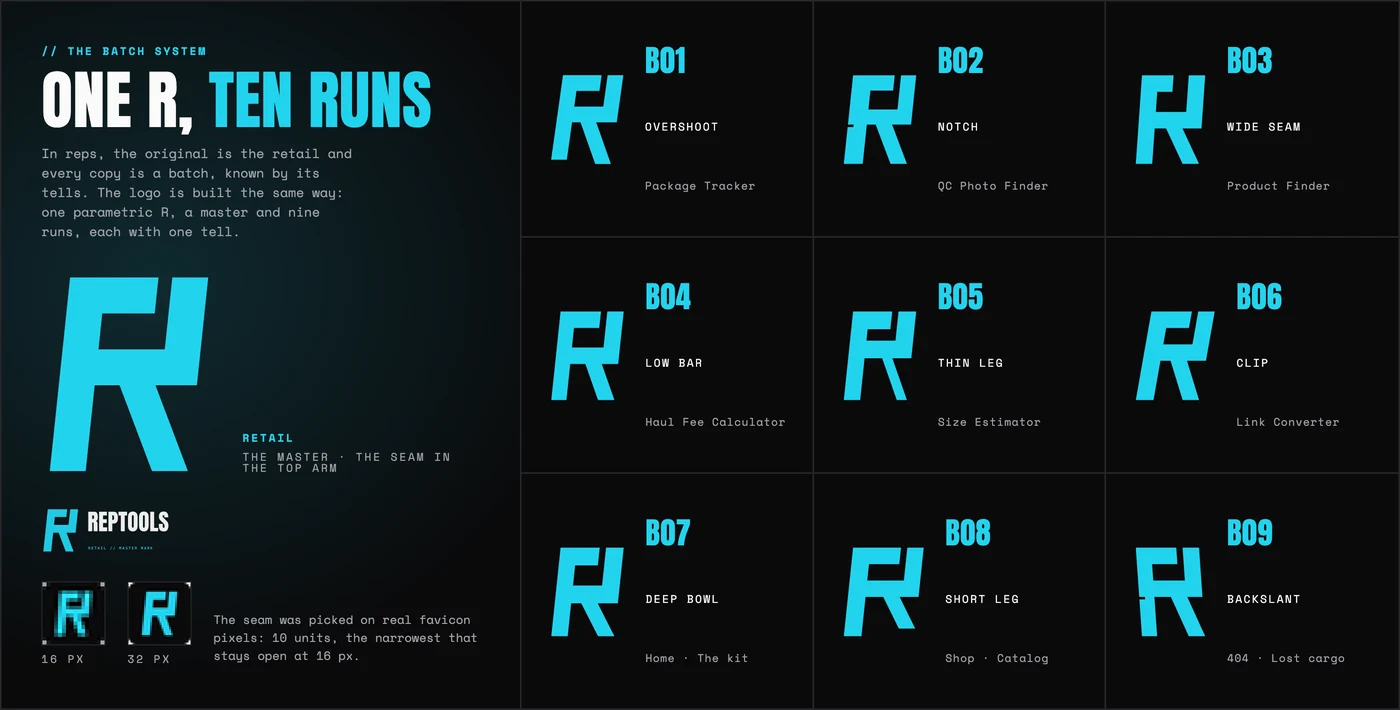 // THE BATCH SYSTEM
ONE R, TEN RUNS
In reps, the original is the retail and
every copy is a batch, known by its
tells. The logo is built the same way:
one parametric R, a master and nine
runs, each with one tell.
R
RETAIL
THE MASTER · THE SEAM IN
THE TOP ARM
R REPTOOLS
RETAIL // MASTER MARK
R
R
16 PX
32 PX
The seam was picked on real favicon
pixels: 10 units, the narrowest that
stays open at 16 px.
R
B01
OVERSHOOT
Package Tracker
R
B02
NOTCH
QC Photo Finder
R
B03
WIDE SEAM
Product Finder
R
B04
LOW BAR
Haul Fee Calculator
R
B05
THIN LEG
Size Estimator
R
B06
CLIP
Link Converter
R
B07
DEEP BOWL
Home · The kit
R
B08
SHORT LEG
Shop · Catalog
R
B09
BACKSLANT
404 · Lost cargo